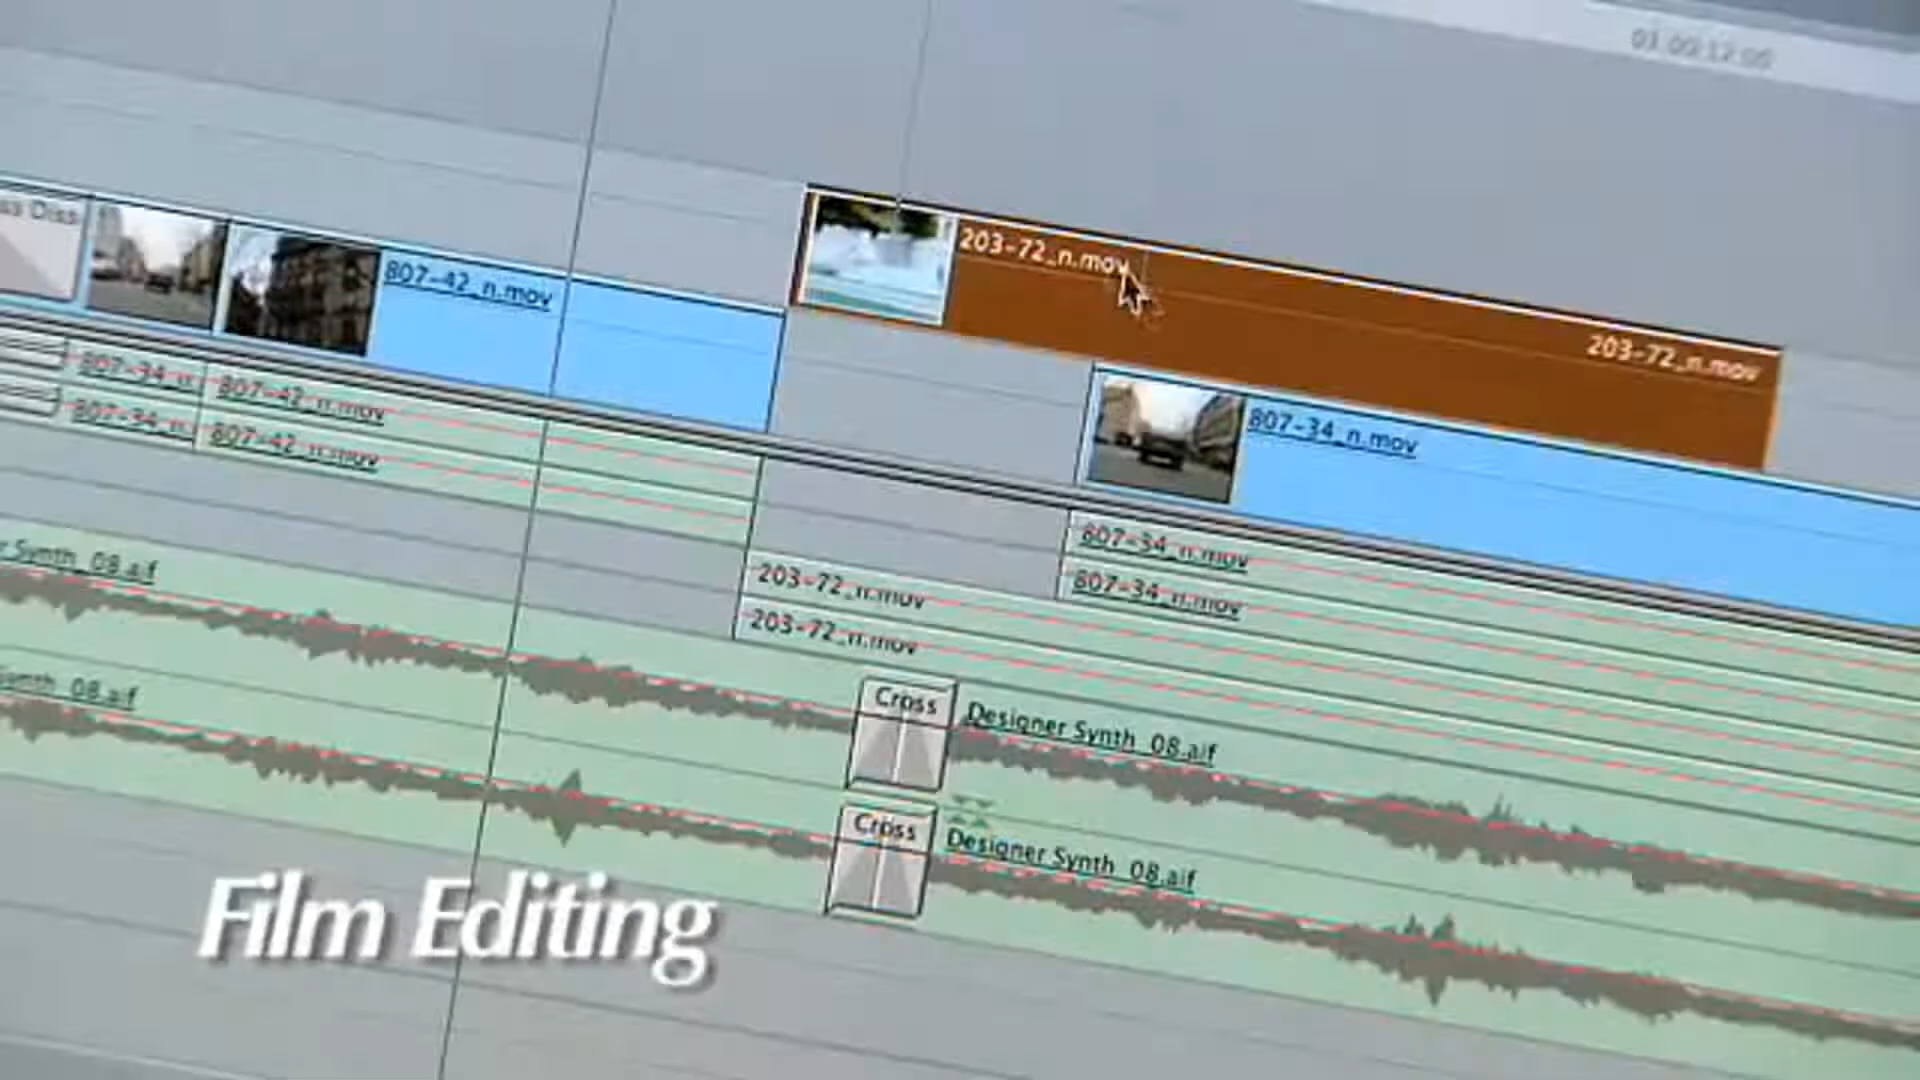 01:00:12:00
ss Diss
203-72_n.mov
807-42_n.mov
203-72_n.mov
807-34_n.mov
807-34_n
807-42_n.mov
807-34_n.
807-42_n.mov
807-34_n.mov
203-72_n.mov
807-34_n.mov
203-72_n.mov
r Synth_08.aif
Cross
Designer Synth_08.aif
Synth_08.aif
Cross
Designer Synth_08.aif
Film Editing